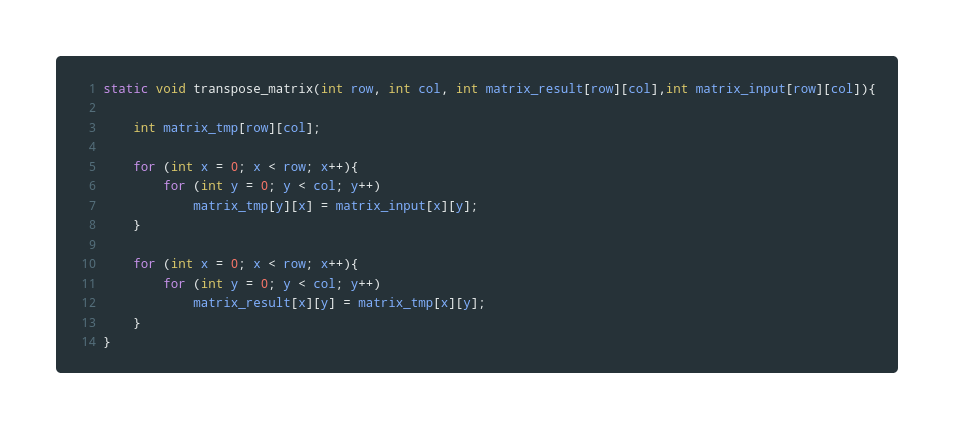 1 static void transpose_matrix(int row, int col, int matrix_result[row][col],int matrix_input[row][col]){
2
3     int matrix_tmp[row][col];
4
5     for (int x = 0; x < row; x++){
6         for (int y = 0; y < col; y++)
7             matrix_tmp[y][x] = matrix_input[x][y];
8     }
9
10     for (int x = 0; x < row; x++){
11         for (int y = 0; y < col; y++)
12             matrix_result[x][y] = matrix_tmp[x][y];
13     }
14 }